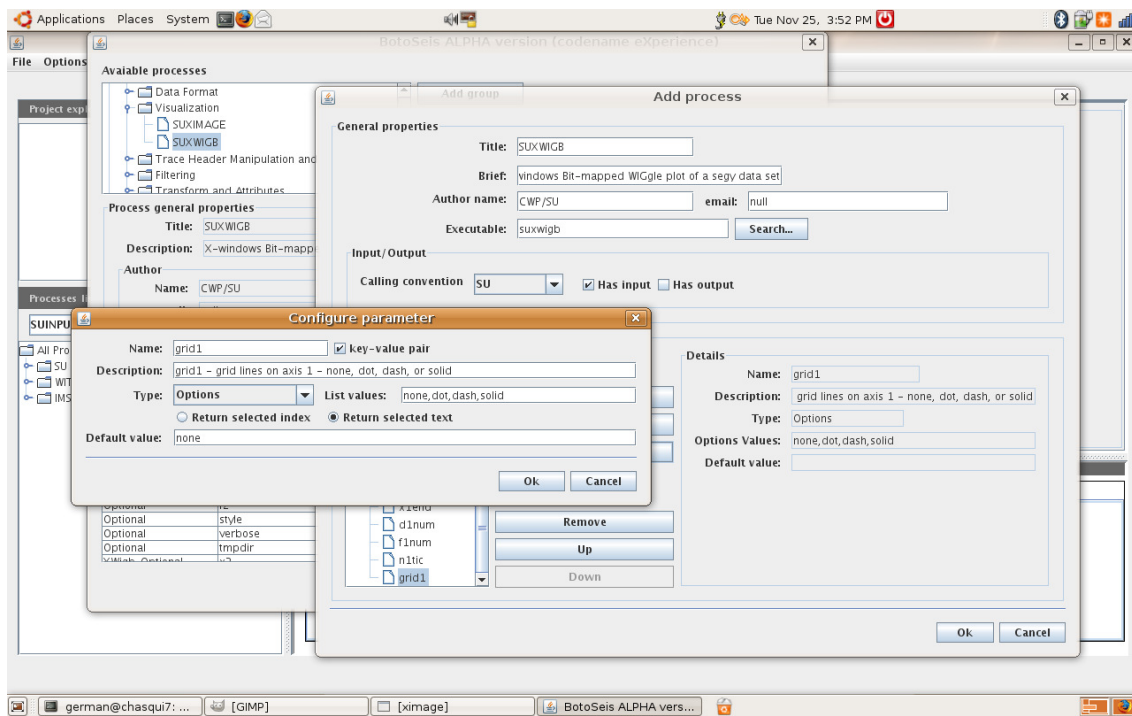 Applications Places System
Tue Nov 25, 3:52 PM
BotoSeis ALPHA version (codename eXperience)
File Options
Avaiable processes
Data Format
Visualization
SUXIMAGE
SUXWIGB
Trace Header Manipulation and
Filtering
Transform and Attributes
Add group
Project expl
Process general properties
Title: SUXWIGB
Description: X-windows Bit-mapp
Author
Name: CWP/SU
Processes li
SUINPU
All Pro
SU
WIT
IMS
Optional
Optional style
Optional verbose
Optional tmpdir
XWigb Optional x2
Add process
General properties
Title: SUXWIGB
Brief: vindows Bit-mapped WIGgle plot of a segy data set
Author name: CWP/SU email: null
Executable: suxwigb Search...
Input/Output
Calling convention SU Has input Has output
Configure parameter
Name: grid1 key-value pair
Description: grid1 - grid lines on axis 1 - none, dot, dash, or solid
Type: Options List values: none,dot,dash,solid
Return selected index Return selected text
Default value: none
Ok Cancel
Details
Name: grid1
Description: grid lines on axis 1 - none, dot, dash, or solid
Type: Options
Options Values: none,dot,dash,solid
Default value:
x1end
d1num
f1num
n1tic
grid1
Remove
Up
Down
Ok Cancel
german@chasqui7: ... [GIMP] [ximage] BotoSeis ALPHA vers...